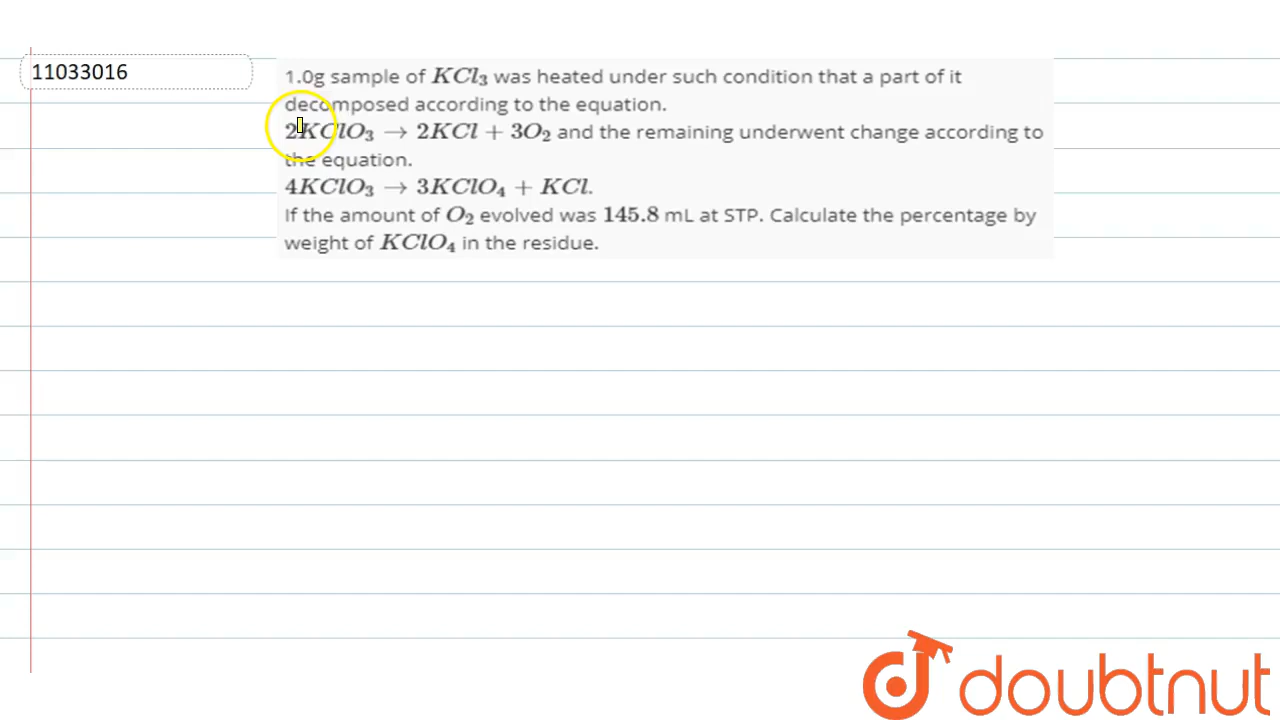 11033016
1.0g sample of KCl₃ was heated under such condition that a part of it
decomposed according to the equation.
2KClO₃ → 2KCl + 3O₂ and the remaining underwent change according to
the equation.
4KClO₃ → 3KClO₄ + KCl.
If the amount of O₂ evolved was 145.8 mL at STP. Calculate the percentage by
weight of KClO₄ in the residue.
doubtnut